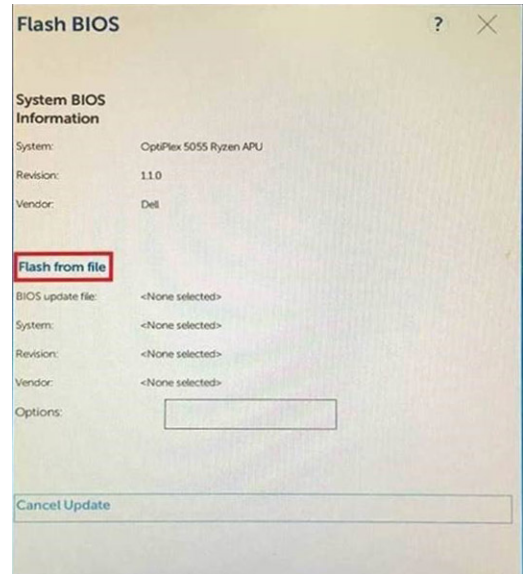 Flash BIOS ?
System BIOS
Information
System: OptiPlex 5055 Ryzen APU
Revision: 1.1.0
Vendor: Dell
Flash from file
BIOS update file: <None selected>
System: <None selected>
Revision: <None selected>
Vendor: <None selected>
Options:
Cancel Update